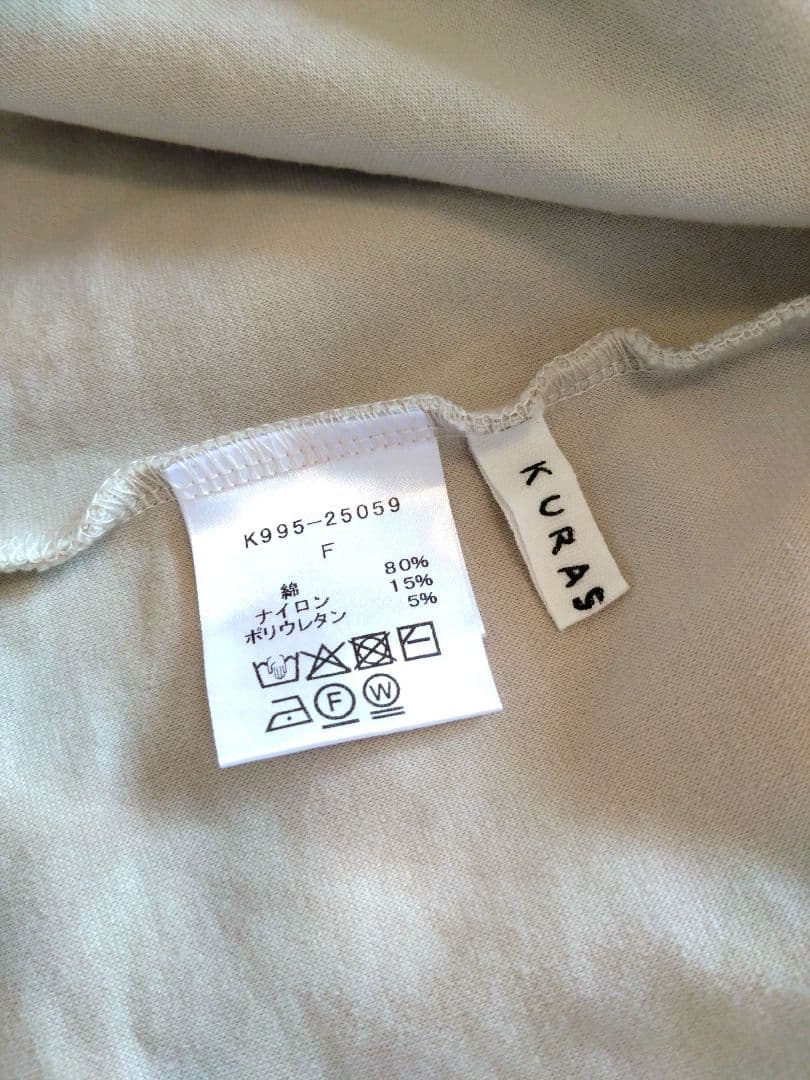 K995-25059
F
綿 80%
ナイロン 15%
ポリウレタン 5%
F W
KURAS